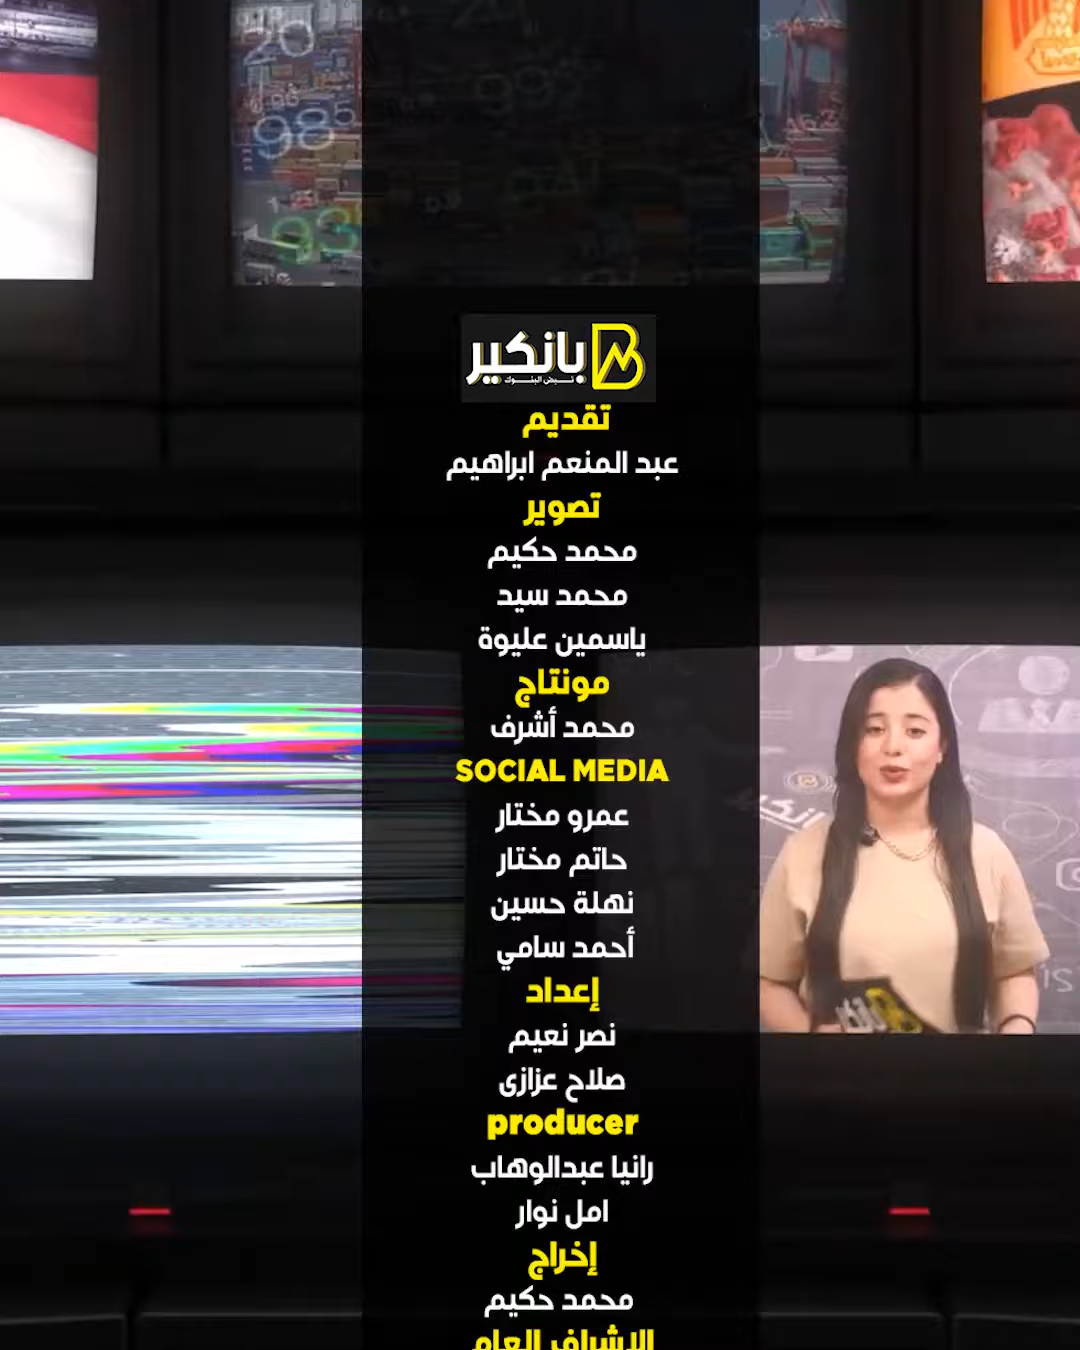 بانكير
نبض البنوك
تقديم
عبد المنعم ابراهيم
تصوير
محمد حكيم
محمد سيد
ياسمين عليوة
مونتاج
محمد أشرف
SOCIAL MEDIA
عمرو مختار
حاتم مختار
نهلة حسين
أحمد سامي
إعداد
نصر نعيم
صلاح عزازى
producer
رانيا عبدالوهاب
امل نوار
إخراج
محمد حكيم
الاشراف العام